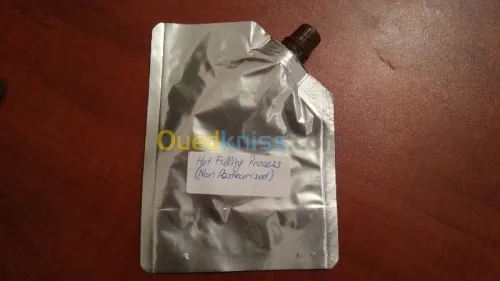 Ouedkniss.com
Hot Filling Process
(Non Pasteurised)